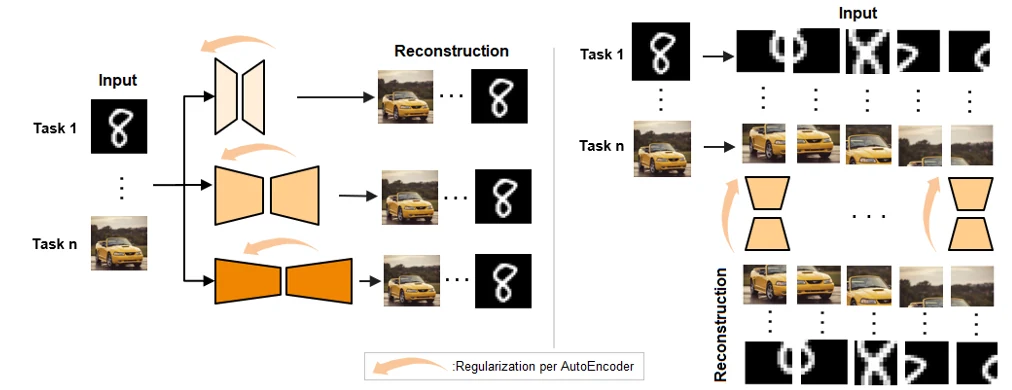 Input
Task 1
Task n
Reconstruction
:Regularization per AutoEncoder
Input
Task 1
Task n
Reconstruction